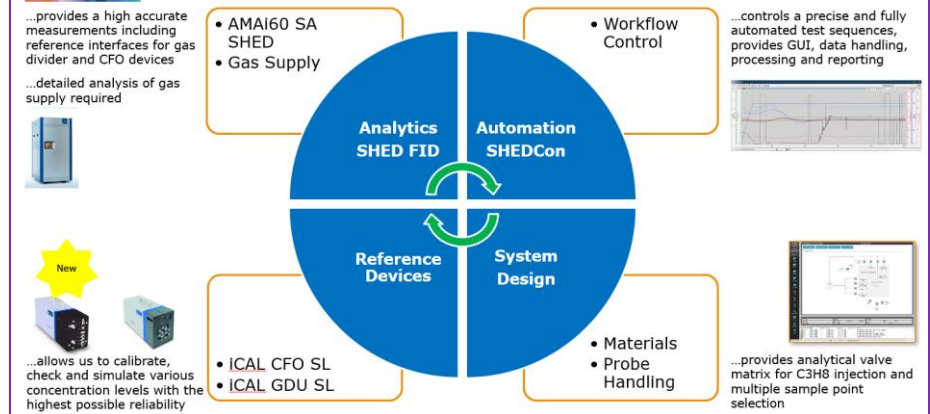 ...provides a high accurate
measurements including
reference interfaces for gas
divider and CFO devices
...detailed analysis of gas
supply required
• AMAi60 SA
SHED
• Gas Supply
• Workflow
Control
...controls a precise and fully
automated test sequences,
provides GUI, data handling,
processing and reporting
Analytics
SHED FID
Automation
SHEDCon
Reference
Devices
System
Design
New
...allows us to calibrate,
check and simulate various
concentration levels with the
highest possible reliability
• iCAL CFO SL
• iCAL GDU SL
• Materials
• Probe
Handling
...provides analytical valve
matrix for C3H8 injection and
multiple sample point
selection